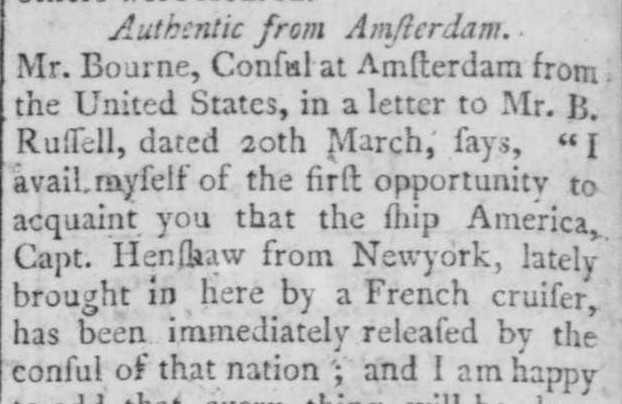 Authentic from Amſterdam.
Mr. Bourne, Conſul at Amſterdam from
the United States, in a letter to Mr. B.
Ruſſell, dated 20th March, ſays, "I
avail myſelf of the firſt opportunity to
acquaint you that the ſhip America,
Capt. Henſhaw from Newyork, lately
brought in here by a French cruiſer,
has been immediately releaſed by the
conſul of that nation ; and I am happy